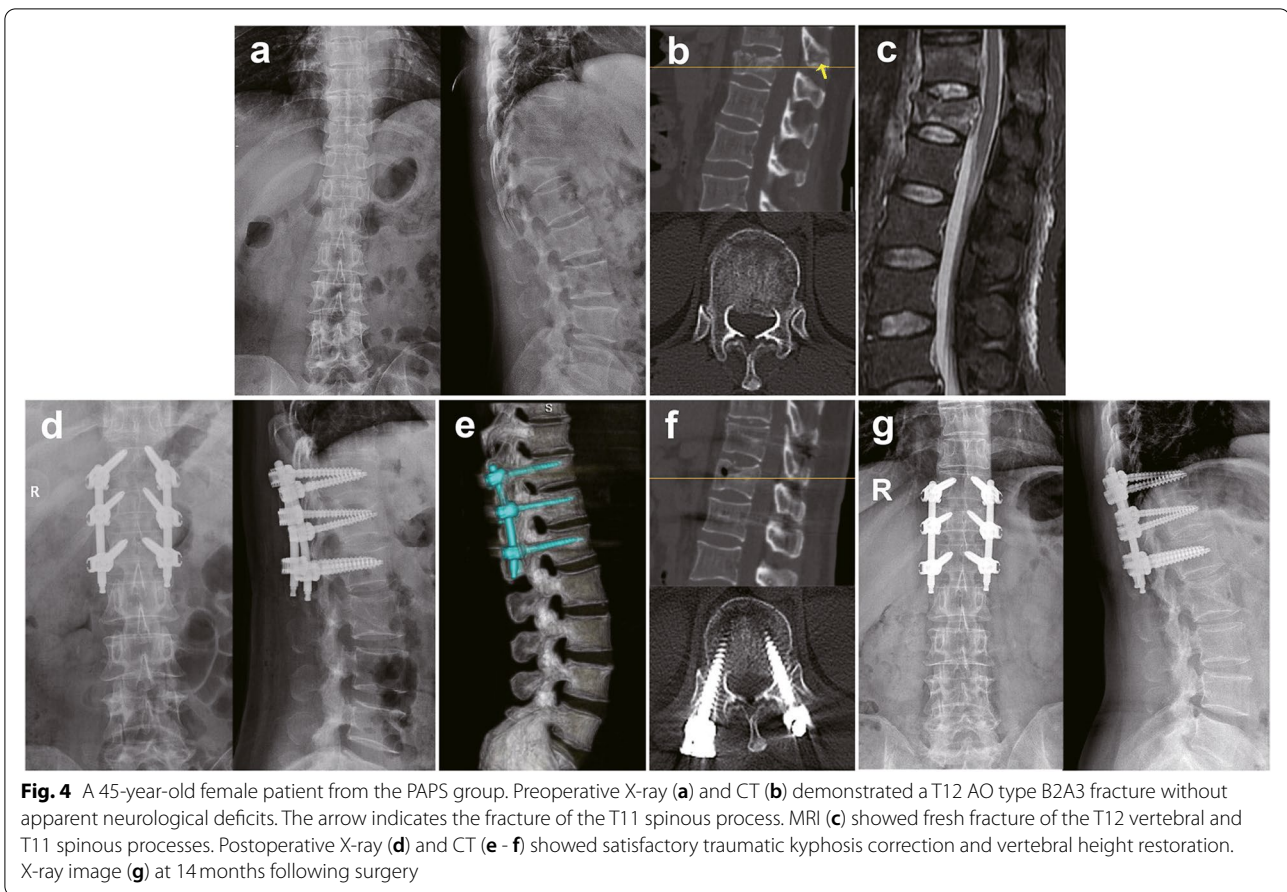 a
b
c
d
R
e
S
f
g
R
Fig. 4 A 45-year-old female patient from the PAPS group. Preoperative X-ray (a) and CT (b) demonstrated a T12 AO type B2A3 fracture without
apparent neurological deficits. The arrow indicates the fracture of the T11 spinous process. MRI (c) showed fresh fracture of the T12 vertebral and
T11 spinous processes. Postoperative X-ray (d) and CT (e - f) showed satisfactory traumatic kyphosis correction and vertebral height restoration.
X-ray image (g) at 14 months following surgery